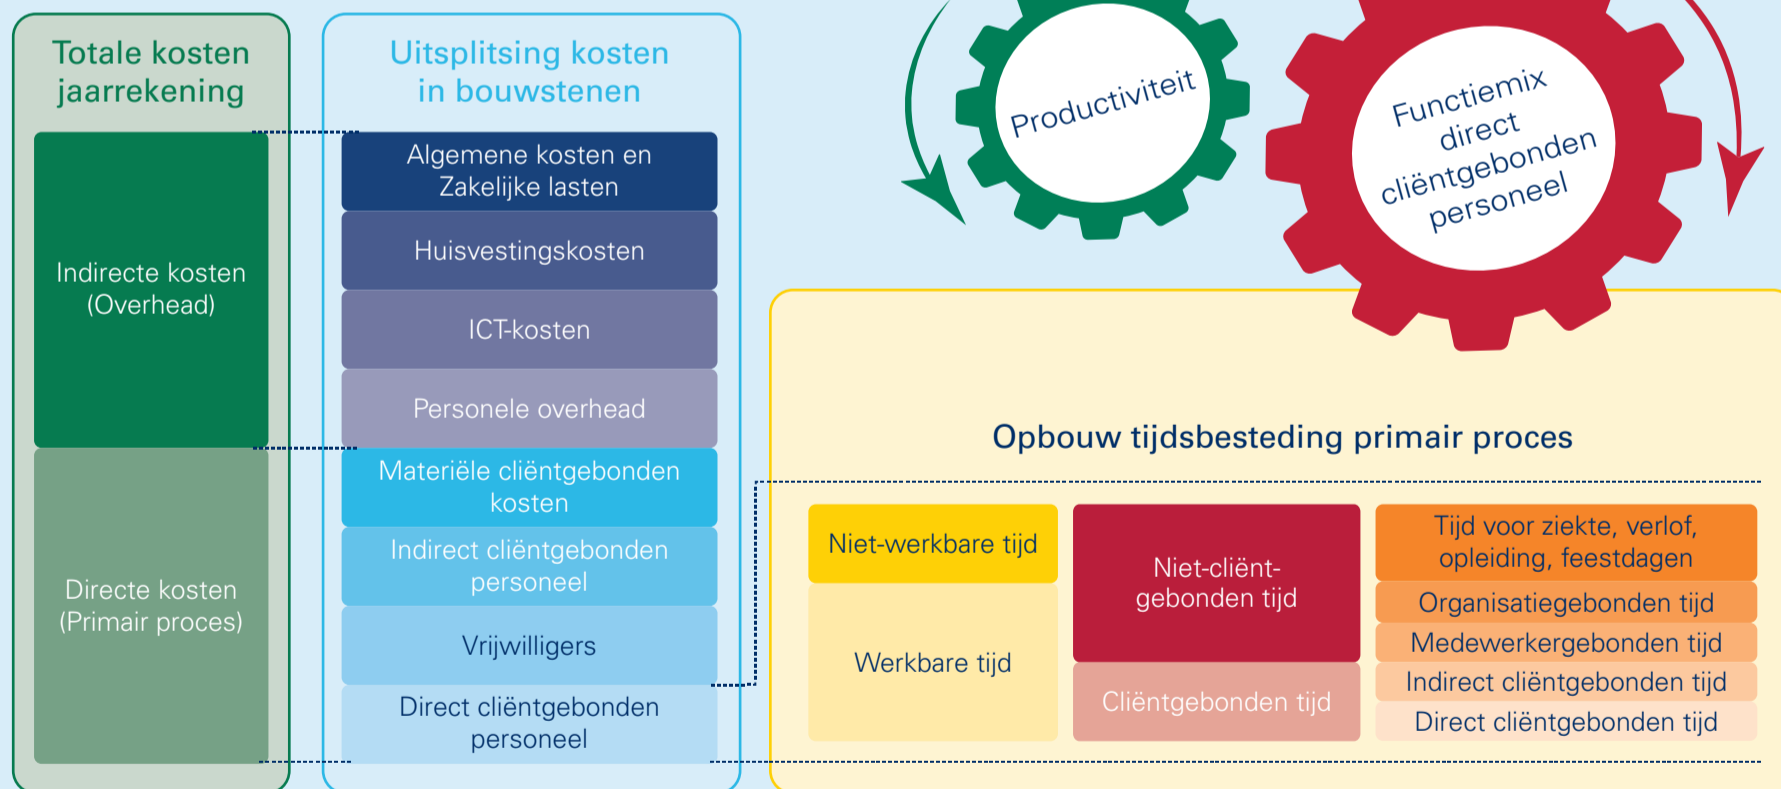 Totale kosten
jaarrekening
Indirecte kosten
(Overhead)
Directe kosten
(Primair proces)
Uitsplitsing kosten
in bouwstenen
Algemene kosten en
Zakelijke lasten
Huisvestingskosten
ICT-kosten
Personele overhead
Materiële cliëntgebonden
kosten
Indirect cliëntgebonden
personeel
Vrijwilligers
Direct cliëntgebonden
personeel
Productiviteit
Functiemix
direct
cliëntgebonden
personeel
Opbouw tijdsbesteding primair proces
Niet-werkbare tijd
Werkbare tijd
Niet-cliënt-
gebonden tijd
Cliëntgebonden tijd
Tijd voor ziekte, verlof,
opleiding, feestdagen
Organisatiegebonden tijd
Medewerkergebonden tijd
Indirect cliëntgebonden tijd
Direct cliëntgebonden tijd